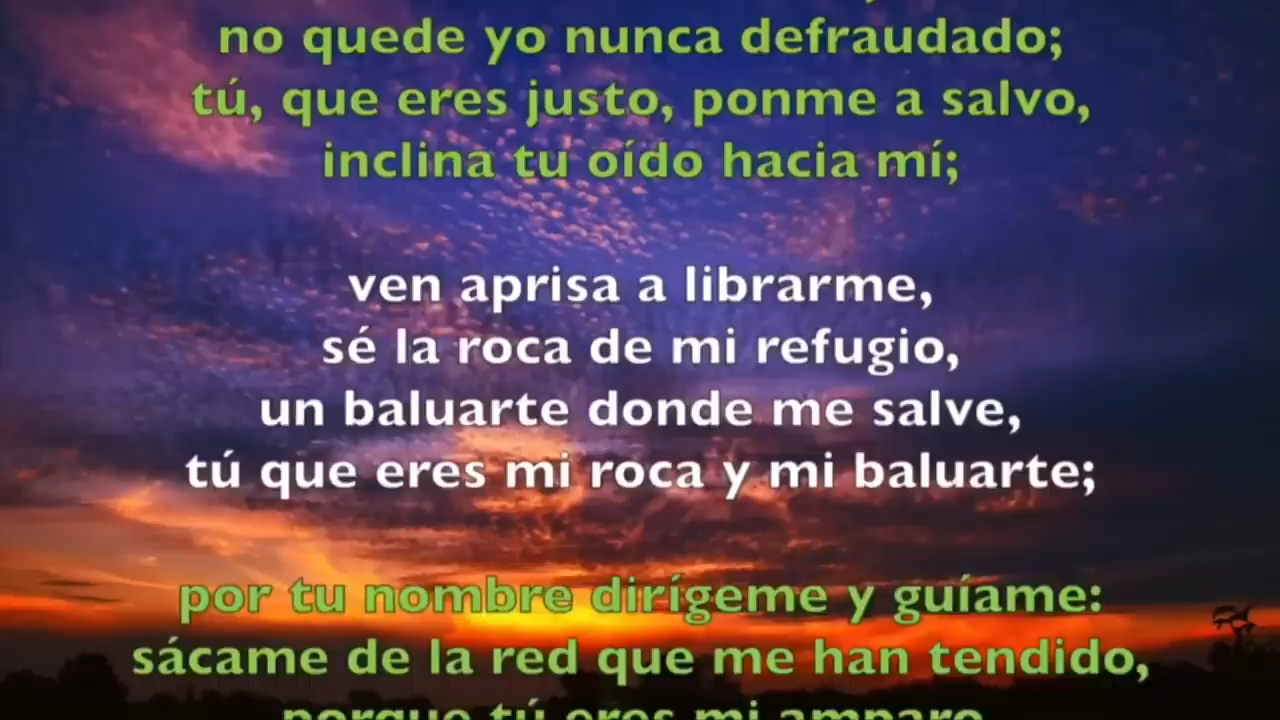 no quede yo nunca defraudado;
tú, que eres justo, ponme a salvo,
inclina tu oído hacia mí;
ven aprisa a librarme,
sé la roca de mi refugio,
un baluarte donde me salve,
tú que eres mi roca y mi baluarte;
por tu nombre dirígeme y guíame:
sácame de la red que me han tendido,
porque tú eres mi amparo